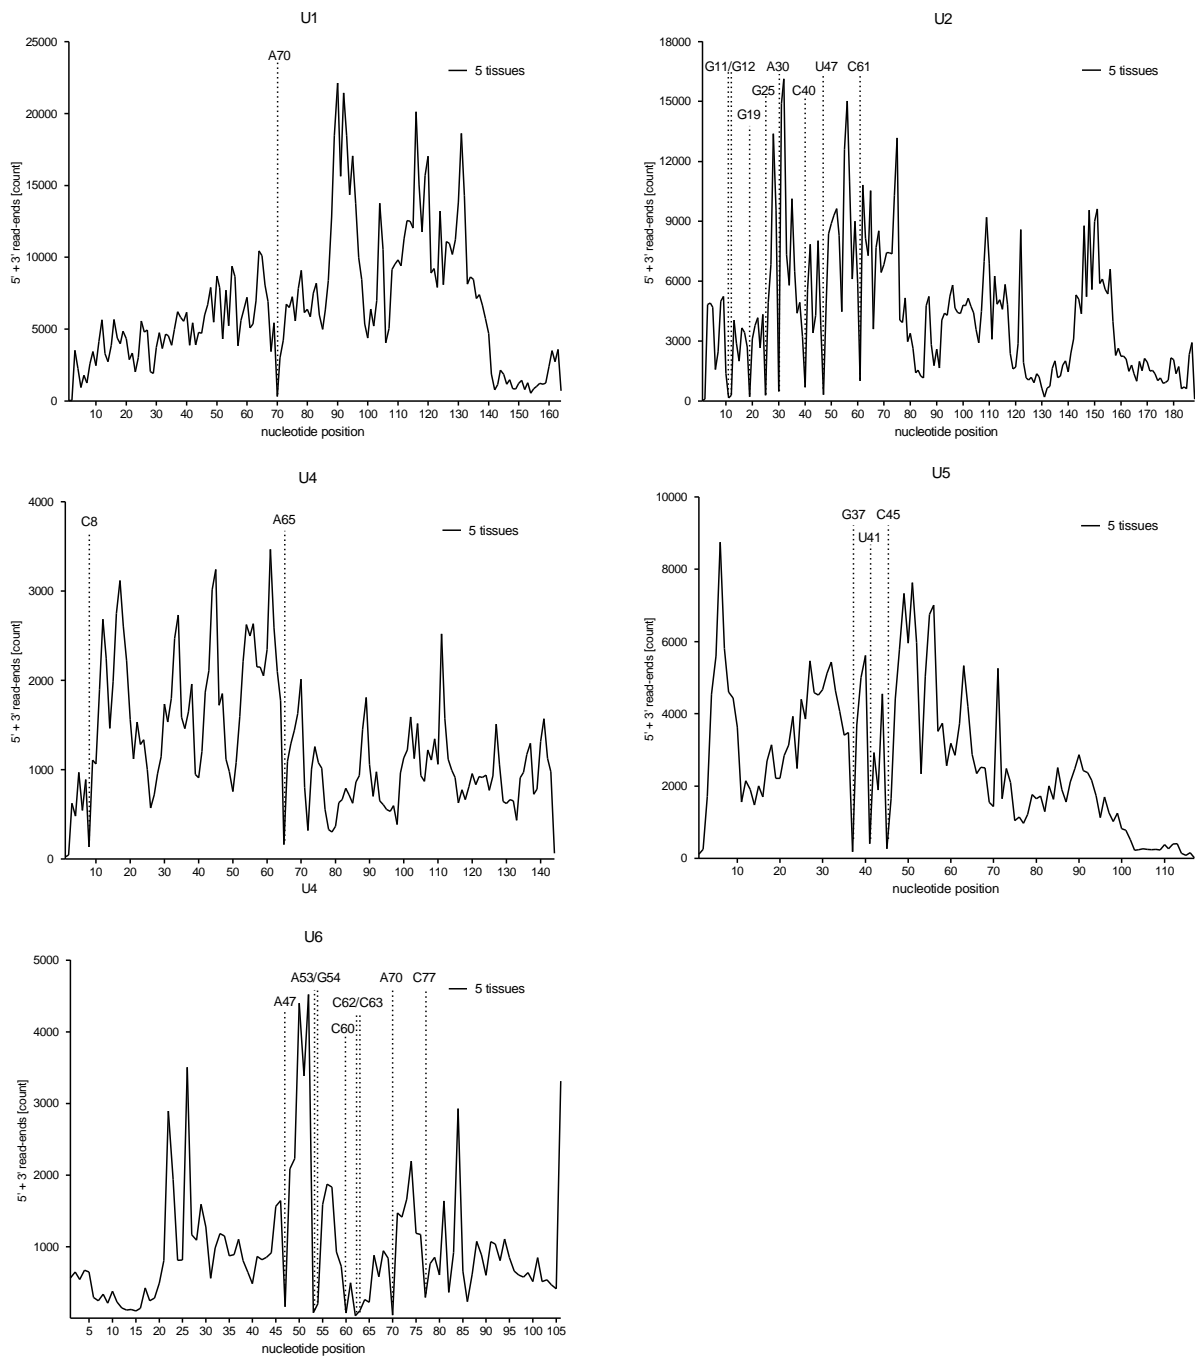 U1
25000
20000
15000
10000
5000
0
5' + 3' read-ends [count]
A70
5 tissues
10 20 30 40 50 60 70 80 90 100 110 120 130 140 150 160
nucleotide position
U2
18000
15000
12000
9000
6000
3000
0
5' + 3' read-ends [count]
G11/G12 A30 U47 C61
G25 C40
G19
5 tissues
10 20 30 40 50 60 70 80 90 100 110 120 130 140 150 160 170 180
nucleotide position
U4
4000
3000
2000
1000
0
5' + 3' read-ends [count]
C8 A65
5 tissues
10 20 30 40 50 60 70 80 90 100 110 120 130 140
U4
U5
10000
8000
6000
4000
2000
0
5' + 3' read-ends [count]
G37 C45
U41
5 tissues
10 20 30 40 50 60 70 80 90 100 110
nucleotide position
U6
5000
4000
3000
2000
1000
5' + 3' read-ends [count]
A53/G54 A70 C77
A47 C62/C63
C60
5 tissues
5 10 15 20 25 30 35 40 45 50 55 60 65 70 75 80 85 90 95 100 105
nucleotide position